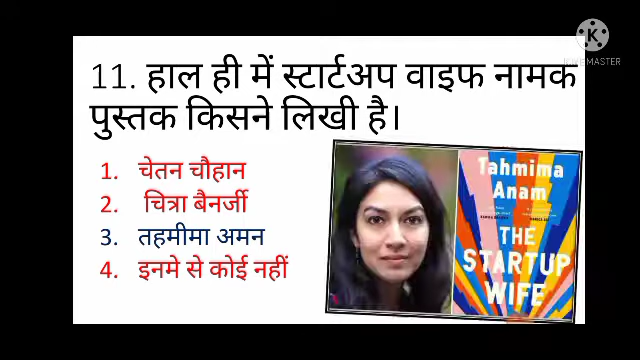 11. हाल ही में स्टार्टअप वाइफ नामक
पुस्तक किसने लिखी है।
1. चेतन चौहान
2. चित्रा बैनर्जी
3. तहमीमा अमन
4. इनमे से कोई नहीं
Tahmima
Anam
THE
STARTUP
WIFE
K
KINEMASTER